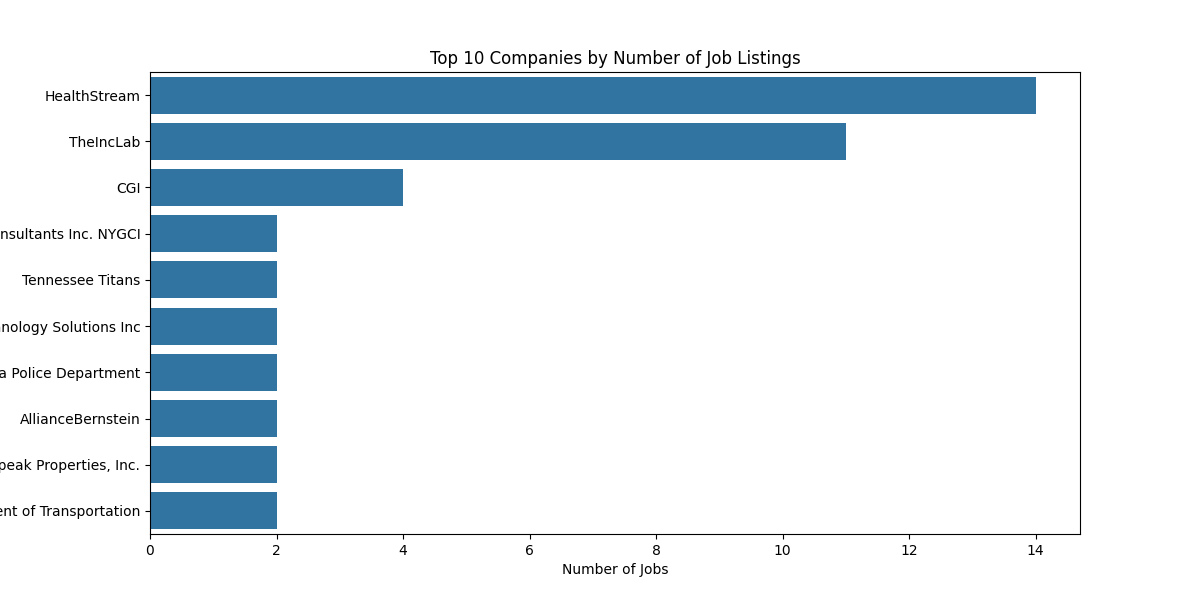 Top 10 Companies by Number of Job Listings
HealthStream
TheIncLab
CGI
nsultants Inc. NYGCI
Tennessee Titans
nology Solutions Inc
a Police Department
AllianceBernstein
peak Properties, Inc.
ent of Transportation
0 2 4 6 8 10 12 14
Number of Jobs